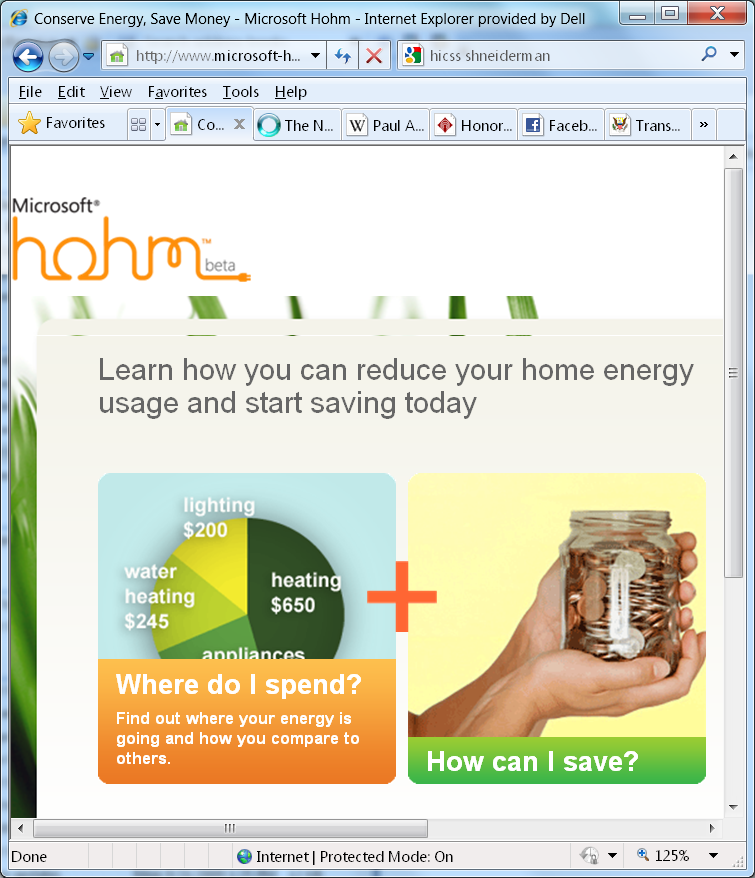 Conserve Energy, Save Money - Microsoft Hohm - Internet Explorer provided by Dell
http://www.microsoft-h...
hicss shneiderman
File Edit View Favorites Tools Help
Favorites
Co...
The N...
Paul A...
Honor...
Faceb...
Trans...
»
Microsoft®
hohm™
beta
Learn how you can reduce your home energy
usage and start saving today
lighting
$200
water
heating
$245
heating
$650
appliances
Where do I spend?
Find out where your energy is
going and how you compare to
others.
How can I save?
Done
Internet | Protected Mode: On
125%